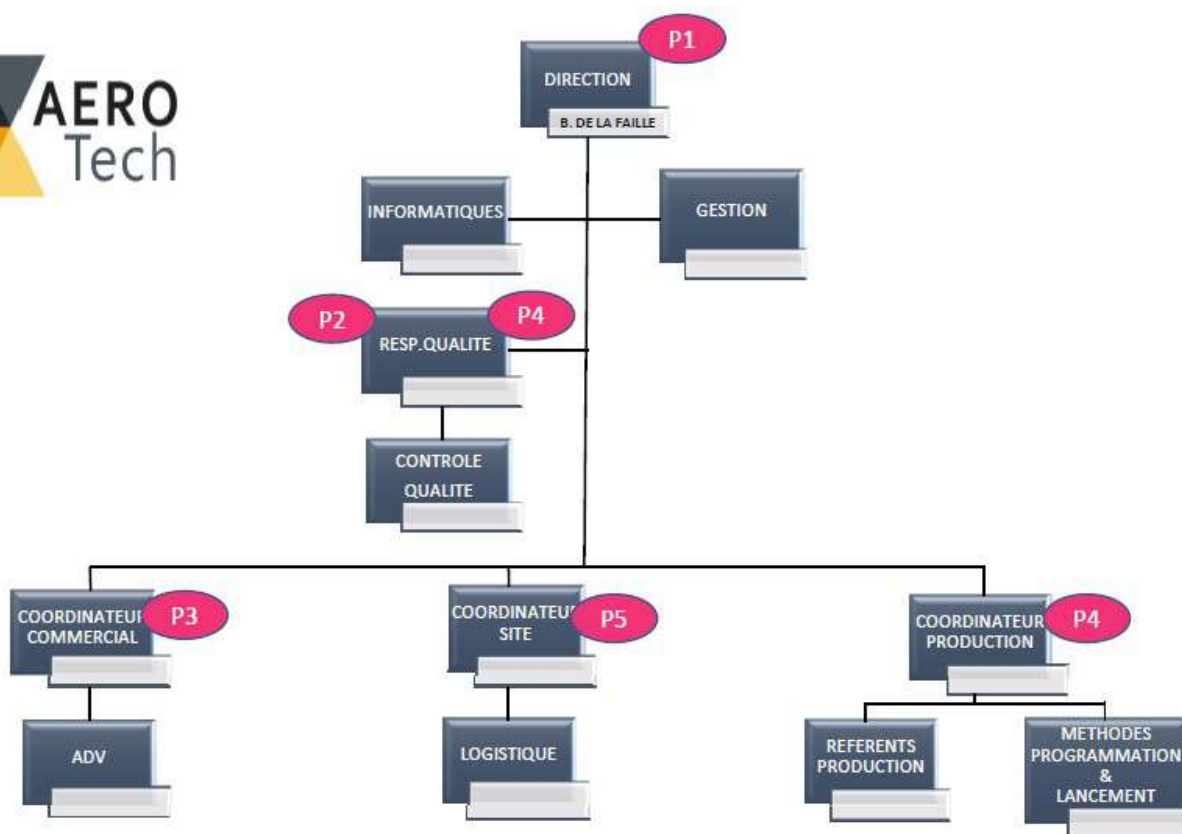 AERO
Tech
P1
DIRECTION
B. DE LA FAILLE
INFORMATIQUES
GESTION
P2
P4
RESP.QUALITE
CONTROLE
QUALITE
COORDINATEUR
COMMERCIAL
P3
COORDINATEUR
SITE
P5
COORDINATEUR
PRODUCTION
P4
ADV
LOGISTIQUE
REFERENTS
PRODUCTION
METHODES
PROGRAMMATION
&
LANCEMENT